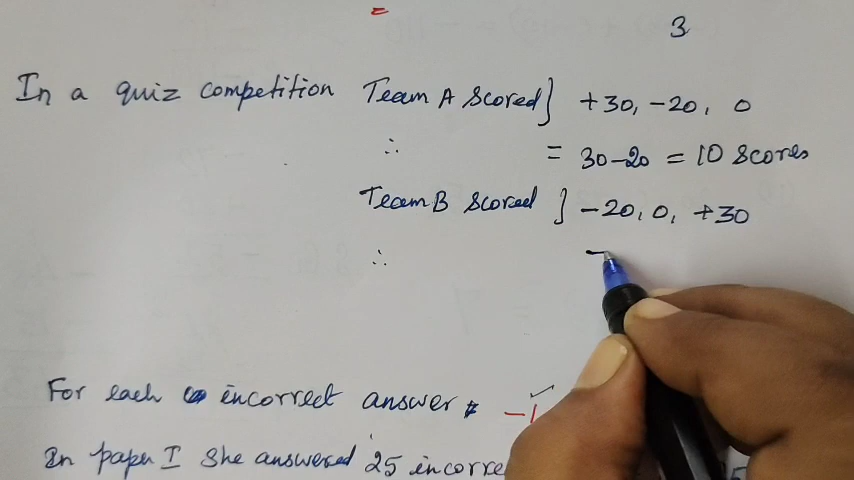 =
3
In a quiz competition Team A Scored] +30, -20, 0
∴ = 30-20 = 10 Scores
Team B Scored ] -20, 0, +30
∴ -
For each incorrect answer -1
In paper I She answered 25